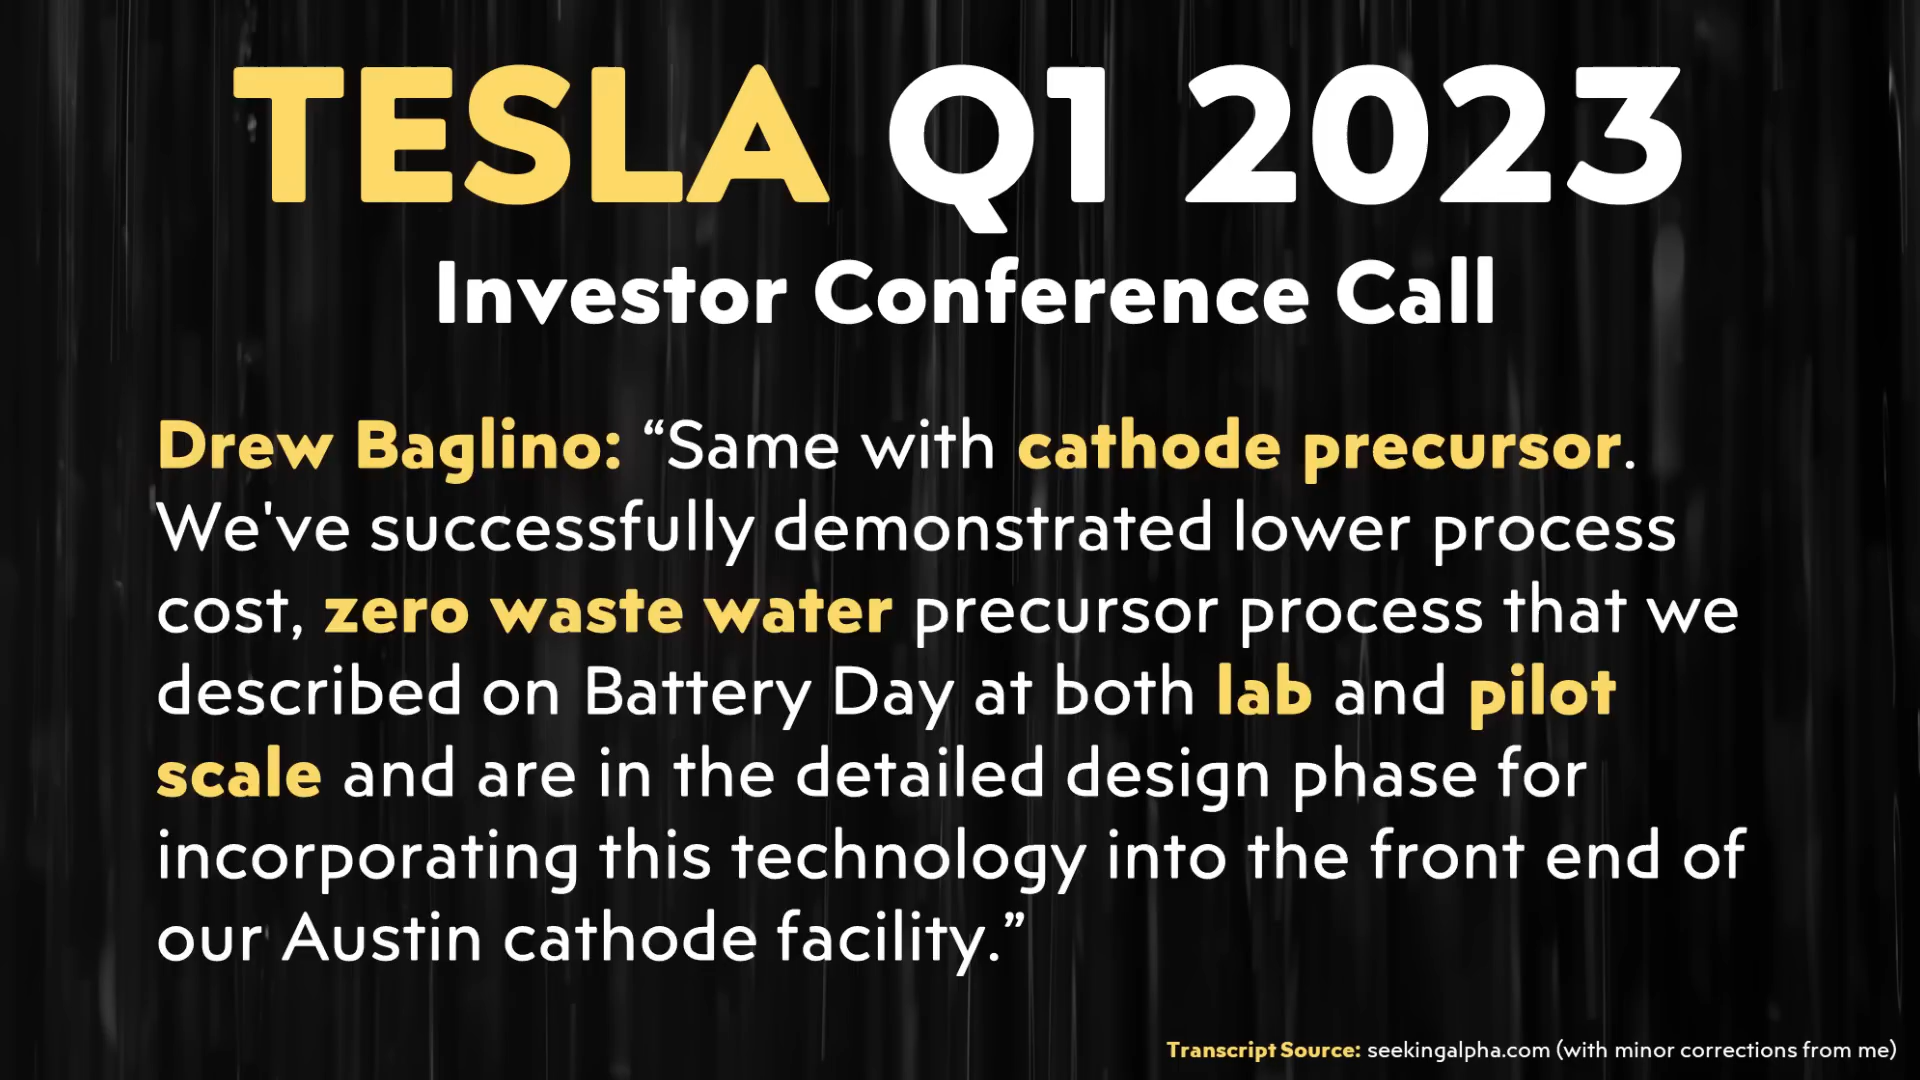 TESLA Q1 2023
Investor Conference Call
Drew Baglino: “Same with cathode precursor.
We've successfully demonstrated lower process
cost, zero waste water precursor process that we
described on Battery Day at both lab and pilot
scale and are in the detailed design phase for
incorporating this technology into the front end of
our Austin cathode facility.”
Transcript Source: seekingalpha.com (with minor corrections from me)